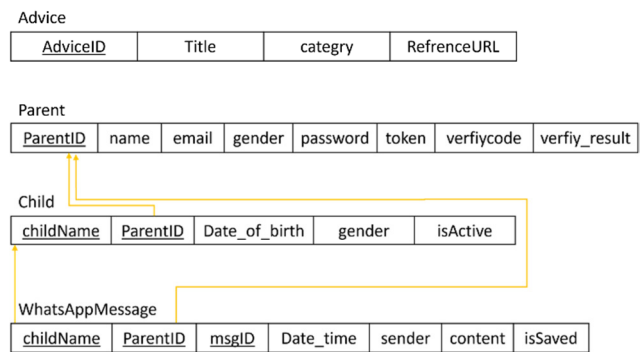 Advice
AdviceID Title categry RefrenceURL
Parent
ParentID name email gender password token verfiycode verfiy_result
Child
childName ParentID Date_of_birth gender isActive
WhatsAppMessage
childName ParentID msgID Date_time sender content isSaved